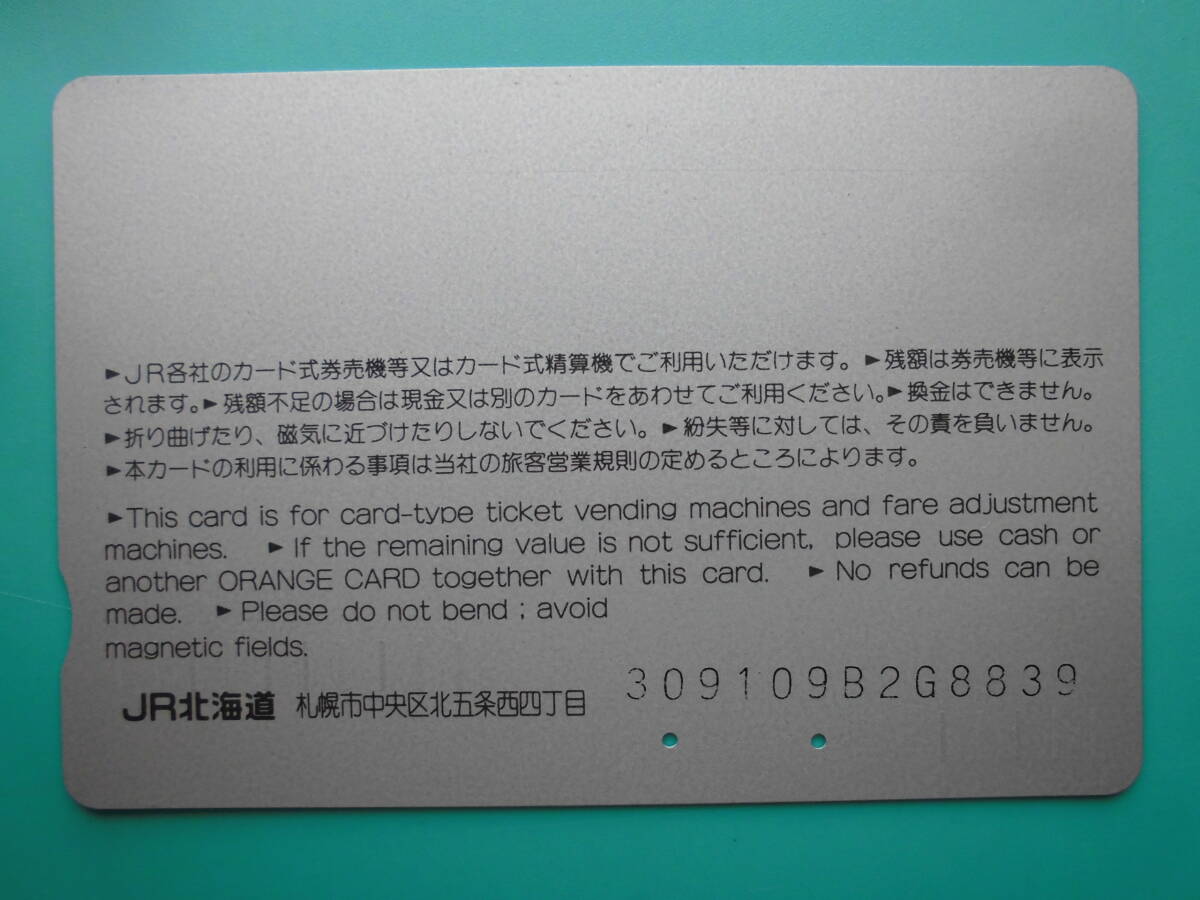 ►JR各社のカード式券売機等又はカード式精算機でご利用いただけます。►残額は券売機等に表示
されます。►残額不足の場合は現金又は別のカードをあわせてご利用ください。►換金はできません。
►折り曲げたり、磁気に近づけたりしないでください。►紛失等に対しては、その責を負いません。
►本カードの利用に係わる事項は当社の旅客営業規則の定めるところによります。
►This card is for card-type ticket vending machines and fare adjustment
machines. ►If the remaining value is not sufficient, please use cash or
another ORANGE CARD together with this card. ►No refunds can be
made. ►Please do not bend ; avoid
magnetic fields.
JR北海道 札幌市中央区北五条西四丁目
309109B2G8839